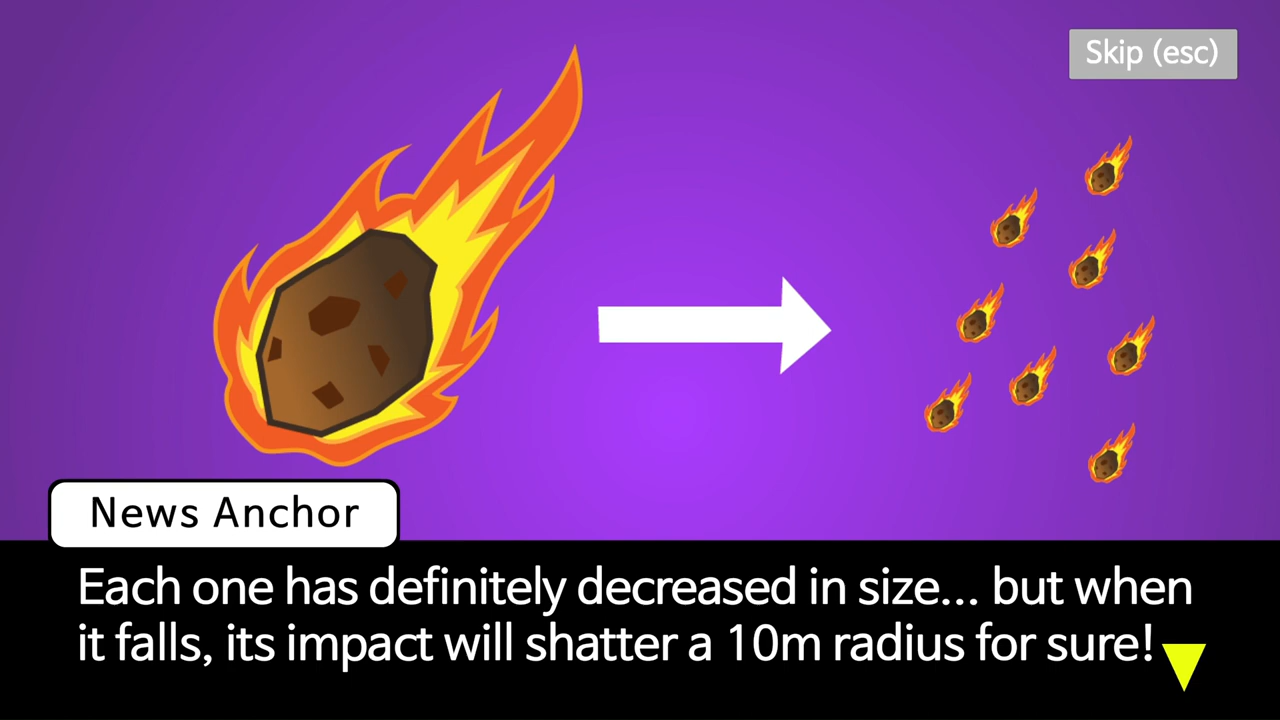 Skip (esc)
News Anchor
Each one has definitely decreased in size... but when
it falls, its impact will shatter a 10m radius for sure!